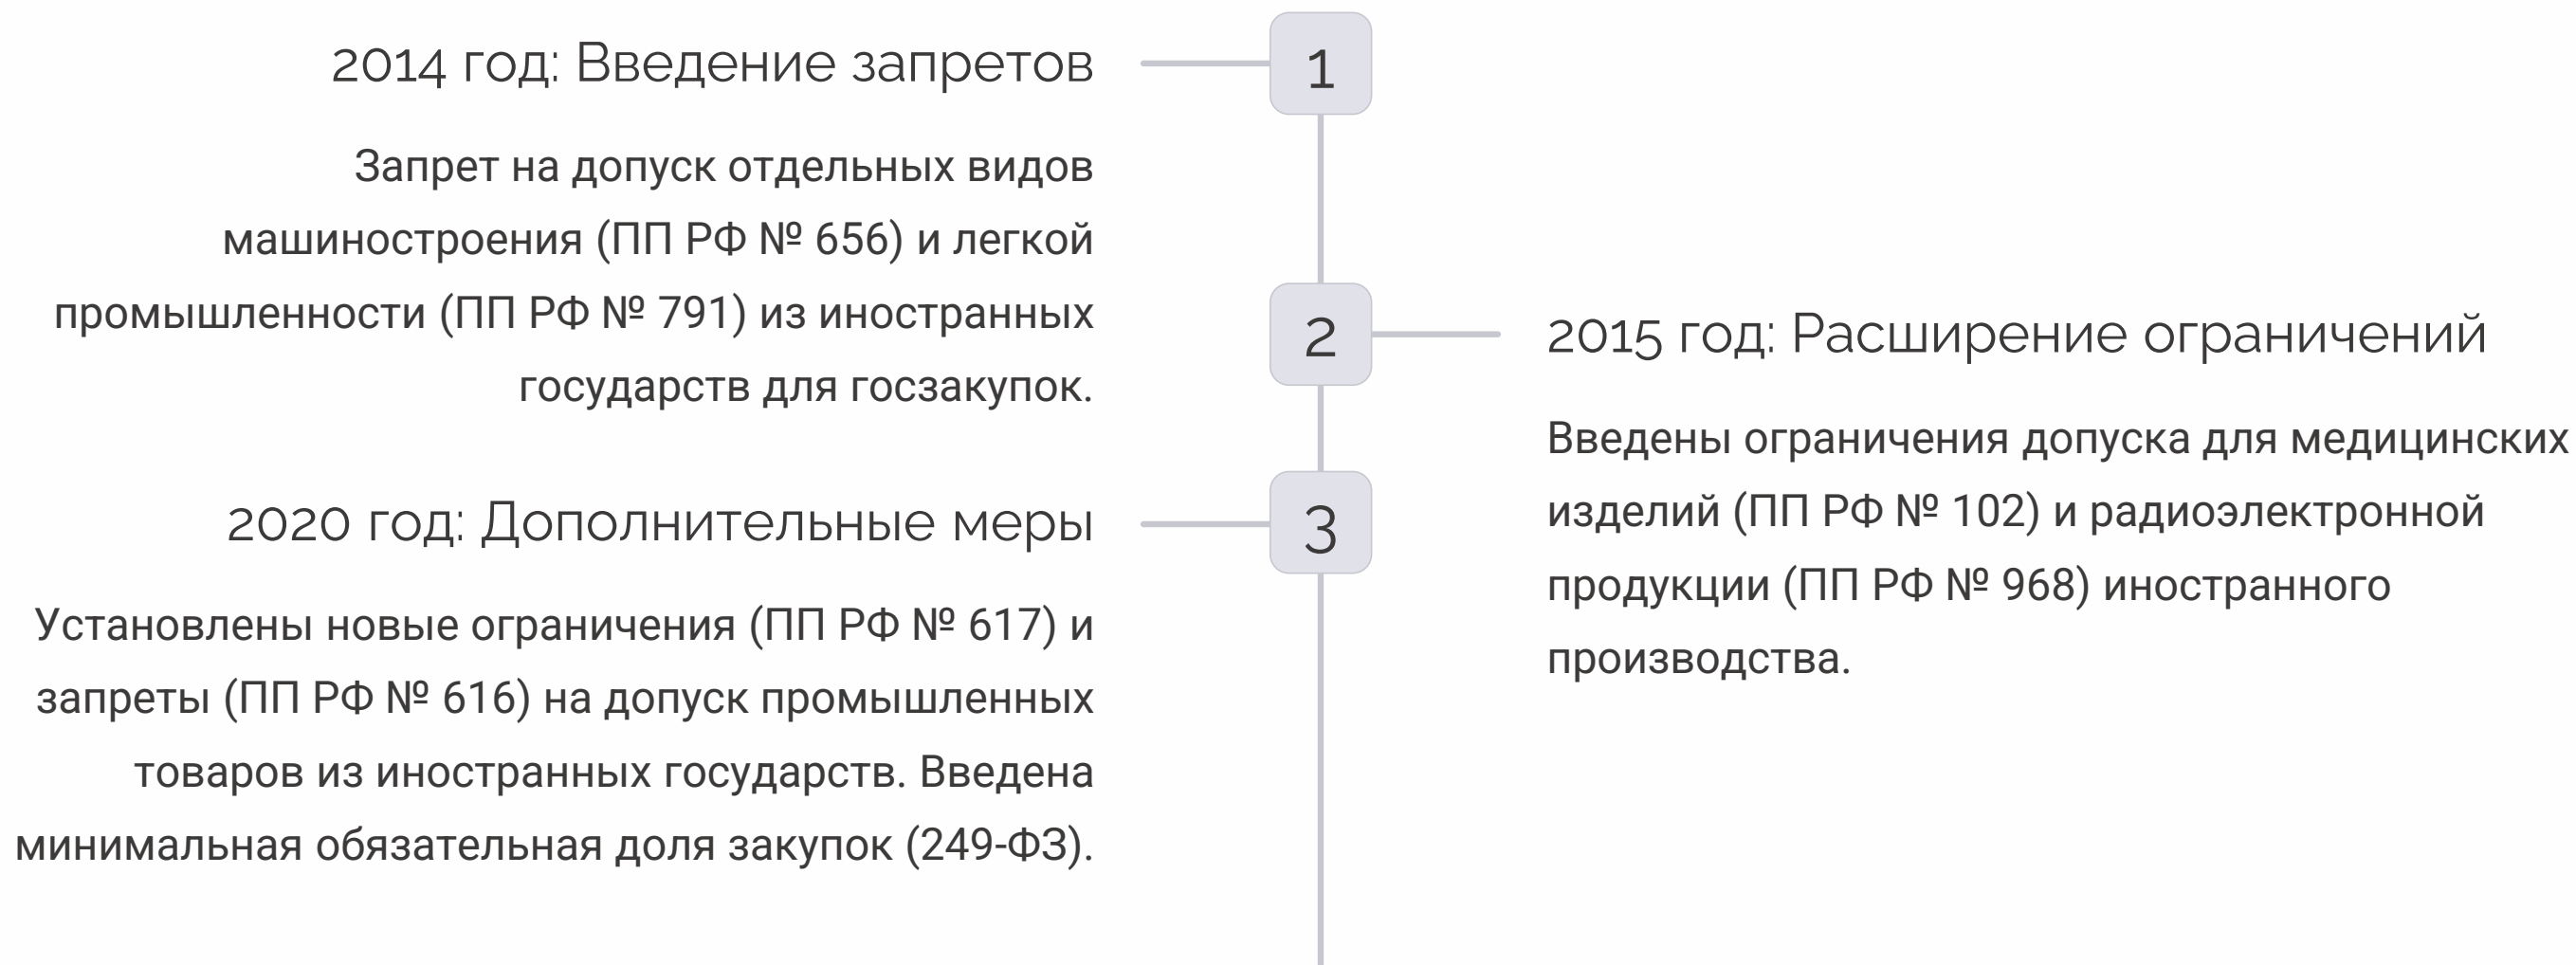 1
2014 год: Введение запретов
Запрет на допуск отдельных видов
машиностроения (ПП РФ № 656) и легкой
промышленности (ПП РФ № 791) из иностранных
государств для госзакупок.
2
2015 год: Расширение ограничений
Введены ограничения допуска для медицинских
изделий (ПП РФ № 102) и радиоэлектронной
продукции (ПП РФ № 968) иностранного
производства.
3
2020 год: Дополнительные меры
Установлены новые ограничения (ПП РФ № 617) и
запреты (ПП РФ № 616) на допуск промышленных
товаров из иностранных государств. Введена
минимальная обязательная доля закупок (249-ФЗ).